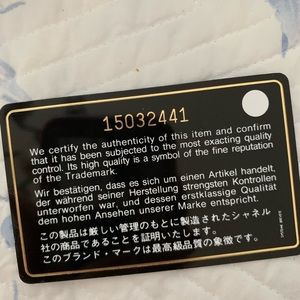 15032441
We certify the authenticity of this item and confirm
that it has been subjected to the most exacting quality
control. Its high quality is a symbol of the fine reputation
of the Trademark.
Wir bestätigen, dass es sich um einen Artikel handelt,
der während seiner Herstellung strengsten Kontrollen
unterworfen war, und dessen erstklassige Qualität
dem hohen Ansehen unserer Marke entspricht.
この製品は厳しい管理のもとに製造されたシャネル
社の商品であることを証明いたします。
このブランド・マークは最高級品質の象徴です。